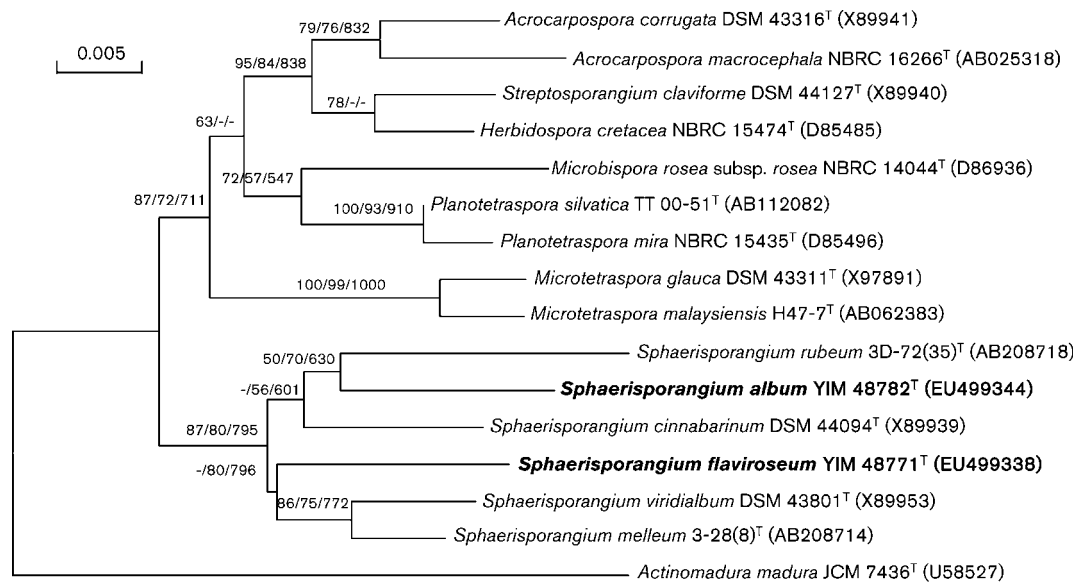 Acrocarpospora corrugata DSM 43316ᵀ (X89941)
79/76/832
0.005
Acrocarpospora macrocephala NBRC 16266ᵀ (AB025318)
95/84/838
Streptosporangium claviforme DSM 44127ᵀ (X89940)
78/-/-
63/-/-
Herbidospora cretacea NBRC 15474ᵀ (D85485)
Microbispora rosea subsp. rosea NBRC 14044ᵀ (D86936)
72/57/547
87/72/711
Planotetraspora silvatica TT 00-51ᵀ (AB112082)
100/93/910
Planotetraspora mira NBRC 15435ᵀ (D85496)
Microtetraspora glauca DSM 43311ᵀ (X97891)
100/99/1000
Microtetraspora malaysiensis H47-7ᵀ (AB062383)
Sphaerisporangium rubeum 3D-72(35)ᵀ (AB208718)
50/70/630
Sphaerisporangium album YIM 48782ᵀ (EU499344)
-/56/601
Sphaerisporangium cinnabarinum DSM 44094ᵀ (X89939)
87/80/795
Sphaerisporangium flaviroseum YIM 48771ᵀ (EU499338)
-/80/796
Sphaerisporangium viridialbum DSM 43801ᵀ (X89953)
86/75/772
Sphaerisporangium melleum 3-28(8)ᵀ (AB208714)
Actinomadura madura JCM 7436ᵀ (U58527)